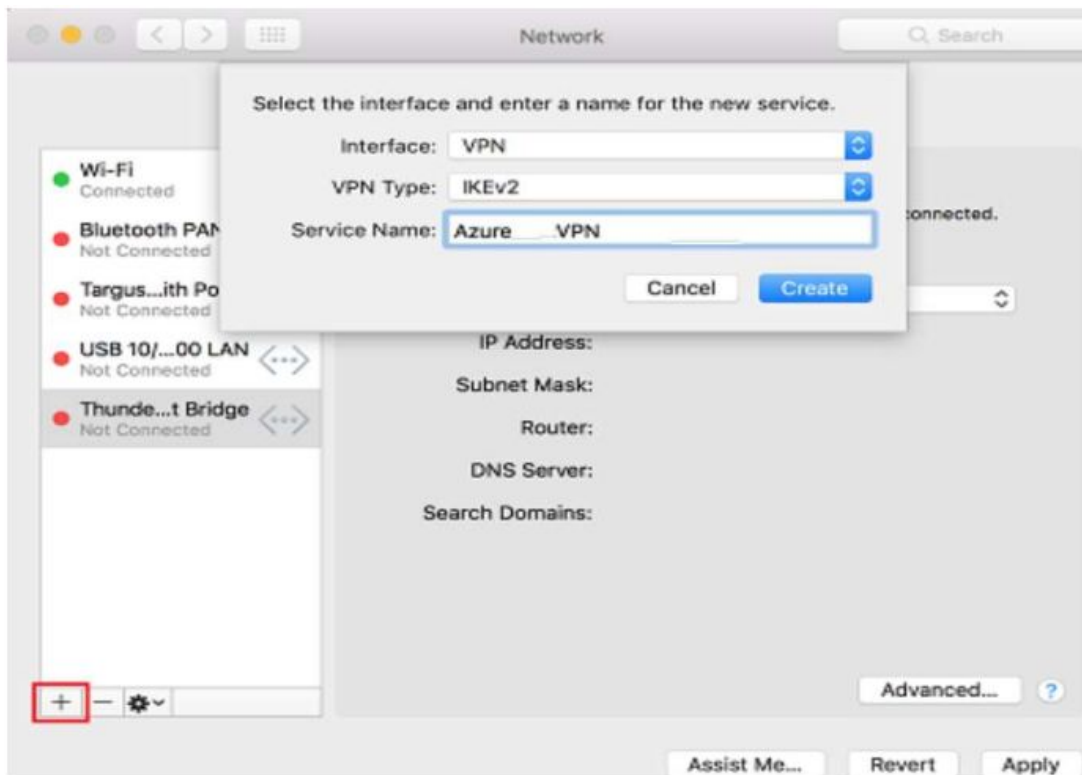 Network
Search
Select the interface and enter a name for the new service.
Interface: VPN
VPN Type: IKEv2
Service Name: Azure VPN
Cancel
Create
Wi-Fi
Connected
Bluetooth PAN
Not Connected
Targus...ith Po
Not Connected
USB 10/...00 LAN
Not Connected
Thunde...t Bridge
Not Connected
connected.
IP Address:
Subnet Mask:
Router:
DNS Server:
Search Domains:
+ −
Advanced... ?
Assist Me...
Revert
Apply